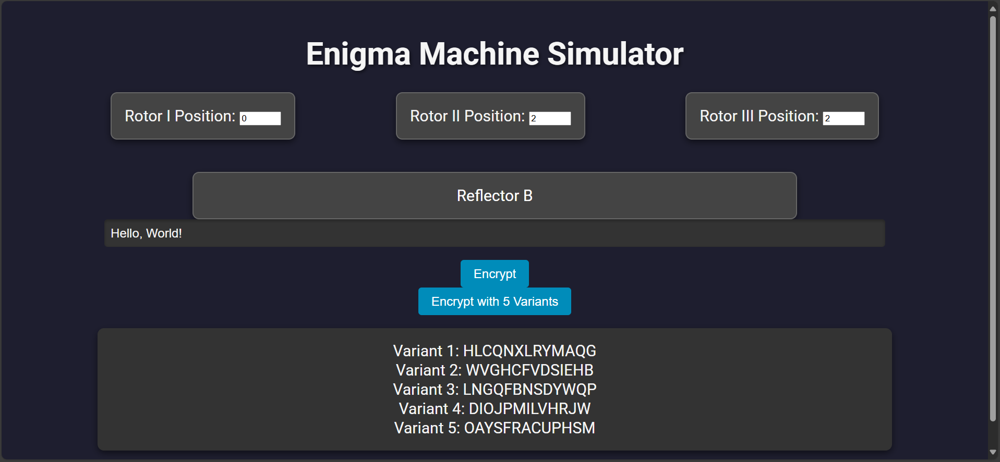 Enigma Machine Simulator
Rotor I Position: 0
Rotor II Position: 2
Rotor III Position: 2
Reflector B
Hello, World!
Encrypt
Encrypt with 5 Variants
Variant 1: HLCQNXLRYMAQG
Variant 2: WVGHCFVDSIEHB
Variant 3: LNGQFBNSDYWQP
Variant 4: DIOJPMILVHRJW
Variant 5: OAYSFRACUPHSM